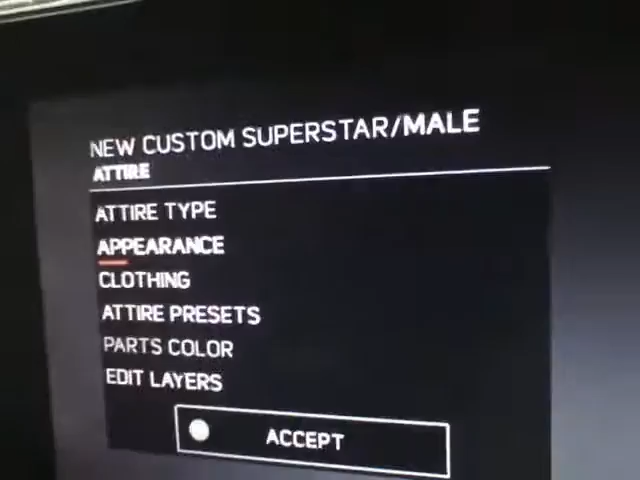 NEW CUSTOM SUPERSTAR/MALE
ATTIRE
ATTIRE TYPE
APPEARANCE
CLOTHING
ATTIRE PRESETS
PARTS COLOR
EDIT LAYERS
ACCEPT